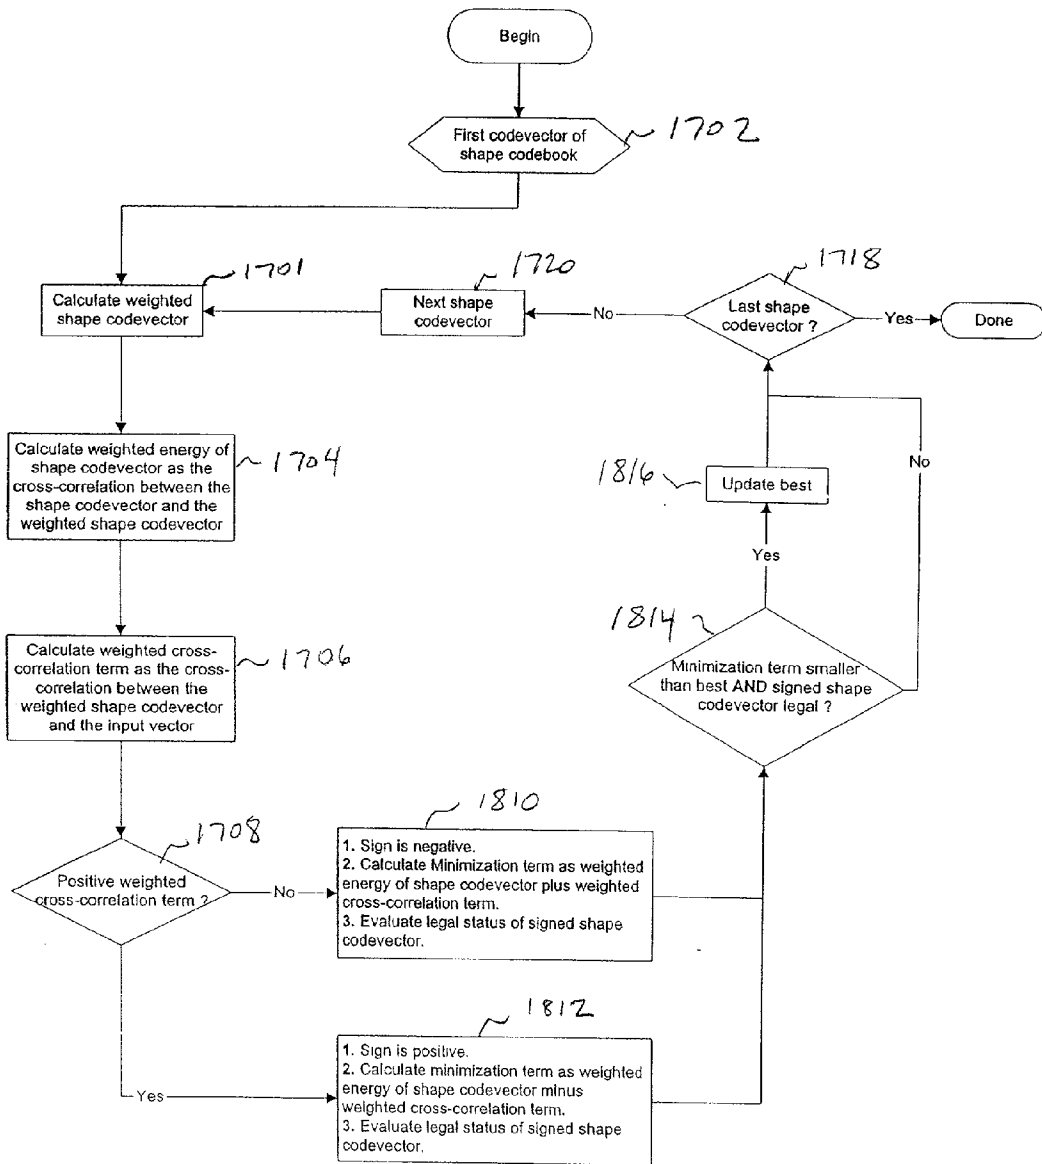 Begin
First codevector of
shape codebook
1702
1701
Calculate weighted
shape codevector
1720
Next shape
codevector
No
1718
Last shape
codevector ?
Yes
Done
Calculate weighted energy of
shape codevector as the
cross-correlation between the
shape codevector and the
weighted shape codevector
1704
1816
Update best
No
Yes
1814
Minimization term smaller
than best AND signed shape
codevector legal ?
Calculate weighted cross-
correlation term as the cross-
correlation between the
weighted shape codevector
and the input vector
1706
1708
Positive weighted
cross-correlation term ?
No
1810
1. Sign is negative.
2. Calculate Minimization term as weighted
energy of shape codevector plus weighted
cross-correlation term.
3. Evaluate legal status of signed shape
codevector.
Yes
1812
1. Sign is positive.
2. Calculate minimization term as weighted
energy of shape codevector minus
weighted cross-correlation term.
3. Evaluate legal status of signed shape
codevector.